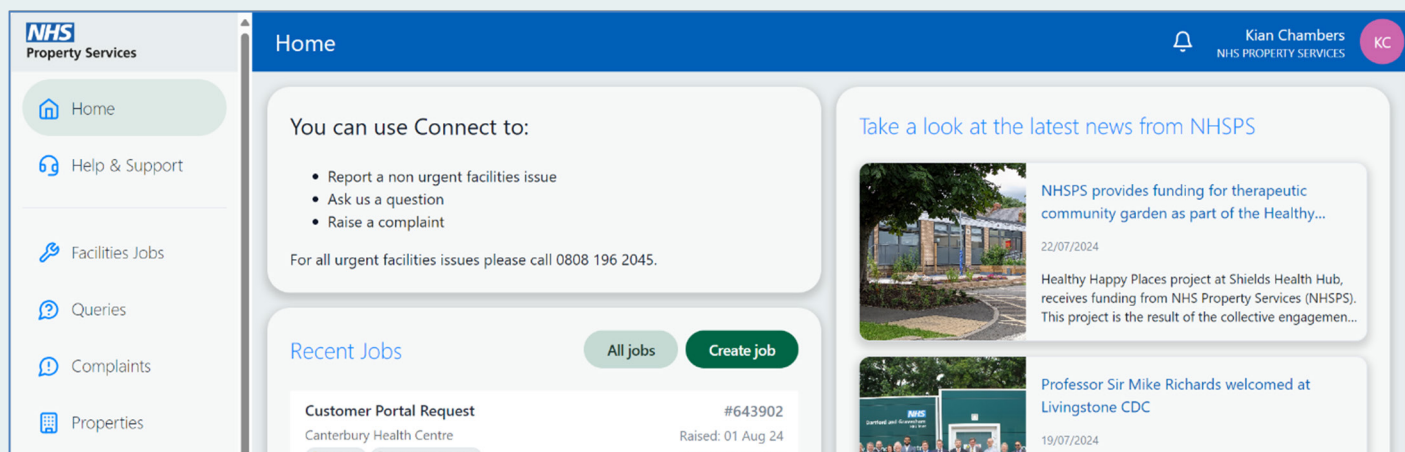 NHS
Property Services
Home
Help & Support
Facilities Jobs
Queries
Complaints
Properties
Home
Kian Chambers
NHS PROPERTY SERVICES
KC
You can use Connect to:
• Report a non urgent facilities issue
• Ask us a question
• Raise a complaint
For all urgent facilities issues please call 0808 196 2045.
Recent Jobs
All jobs
Create job
Customer Portal Request
#643902
Canterbury Health Centre
Raised: 01 Aug 24
Take a look at the latest news from NHSPS
NHSPS provides funding for therapeutic
community garden as part of the Healthy...
22/07/2024
Healthy Happy Places project at Shields Health Hub,
receives funding from NHS Property Services (NHSPS).
This project is the result of the collective engagemen...
NHS
Dartford and Gravesham
Professor Sir Mike Richards welcomed at
Livingstone CDC
19/07/2024